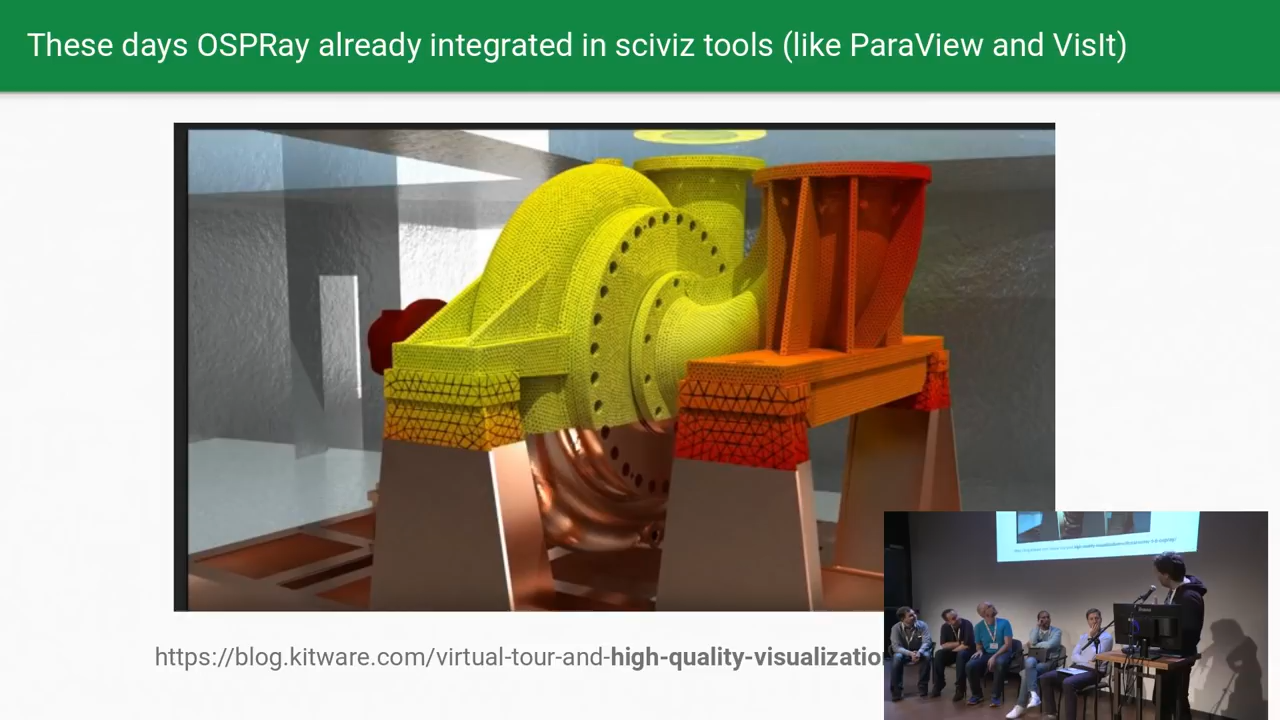 These days OSPRay already integrated in sciviz tools (like ParaView and VisIt)
https://blog.kitware.com/virtual-tour-and-high-quality-visualization